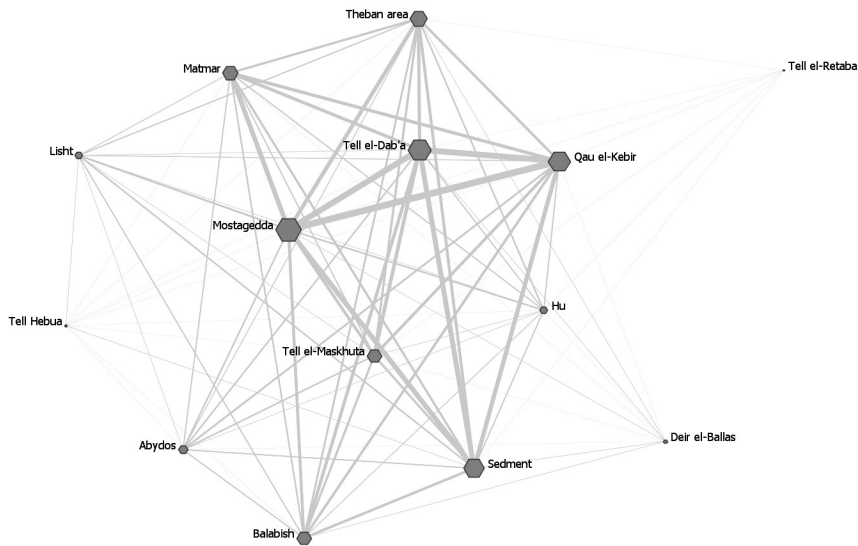 Theban area
Tell el-Retaba
Matmar
Tell el-Dab'a
Lisht
Qau el-Kebir
Mostagedda
Hu
Tell Hebua
Tell el-Maskhuta
Deir el-Ballas
Abydos
Sedment
Balabish